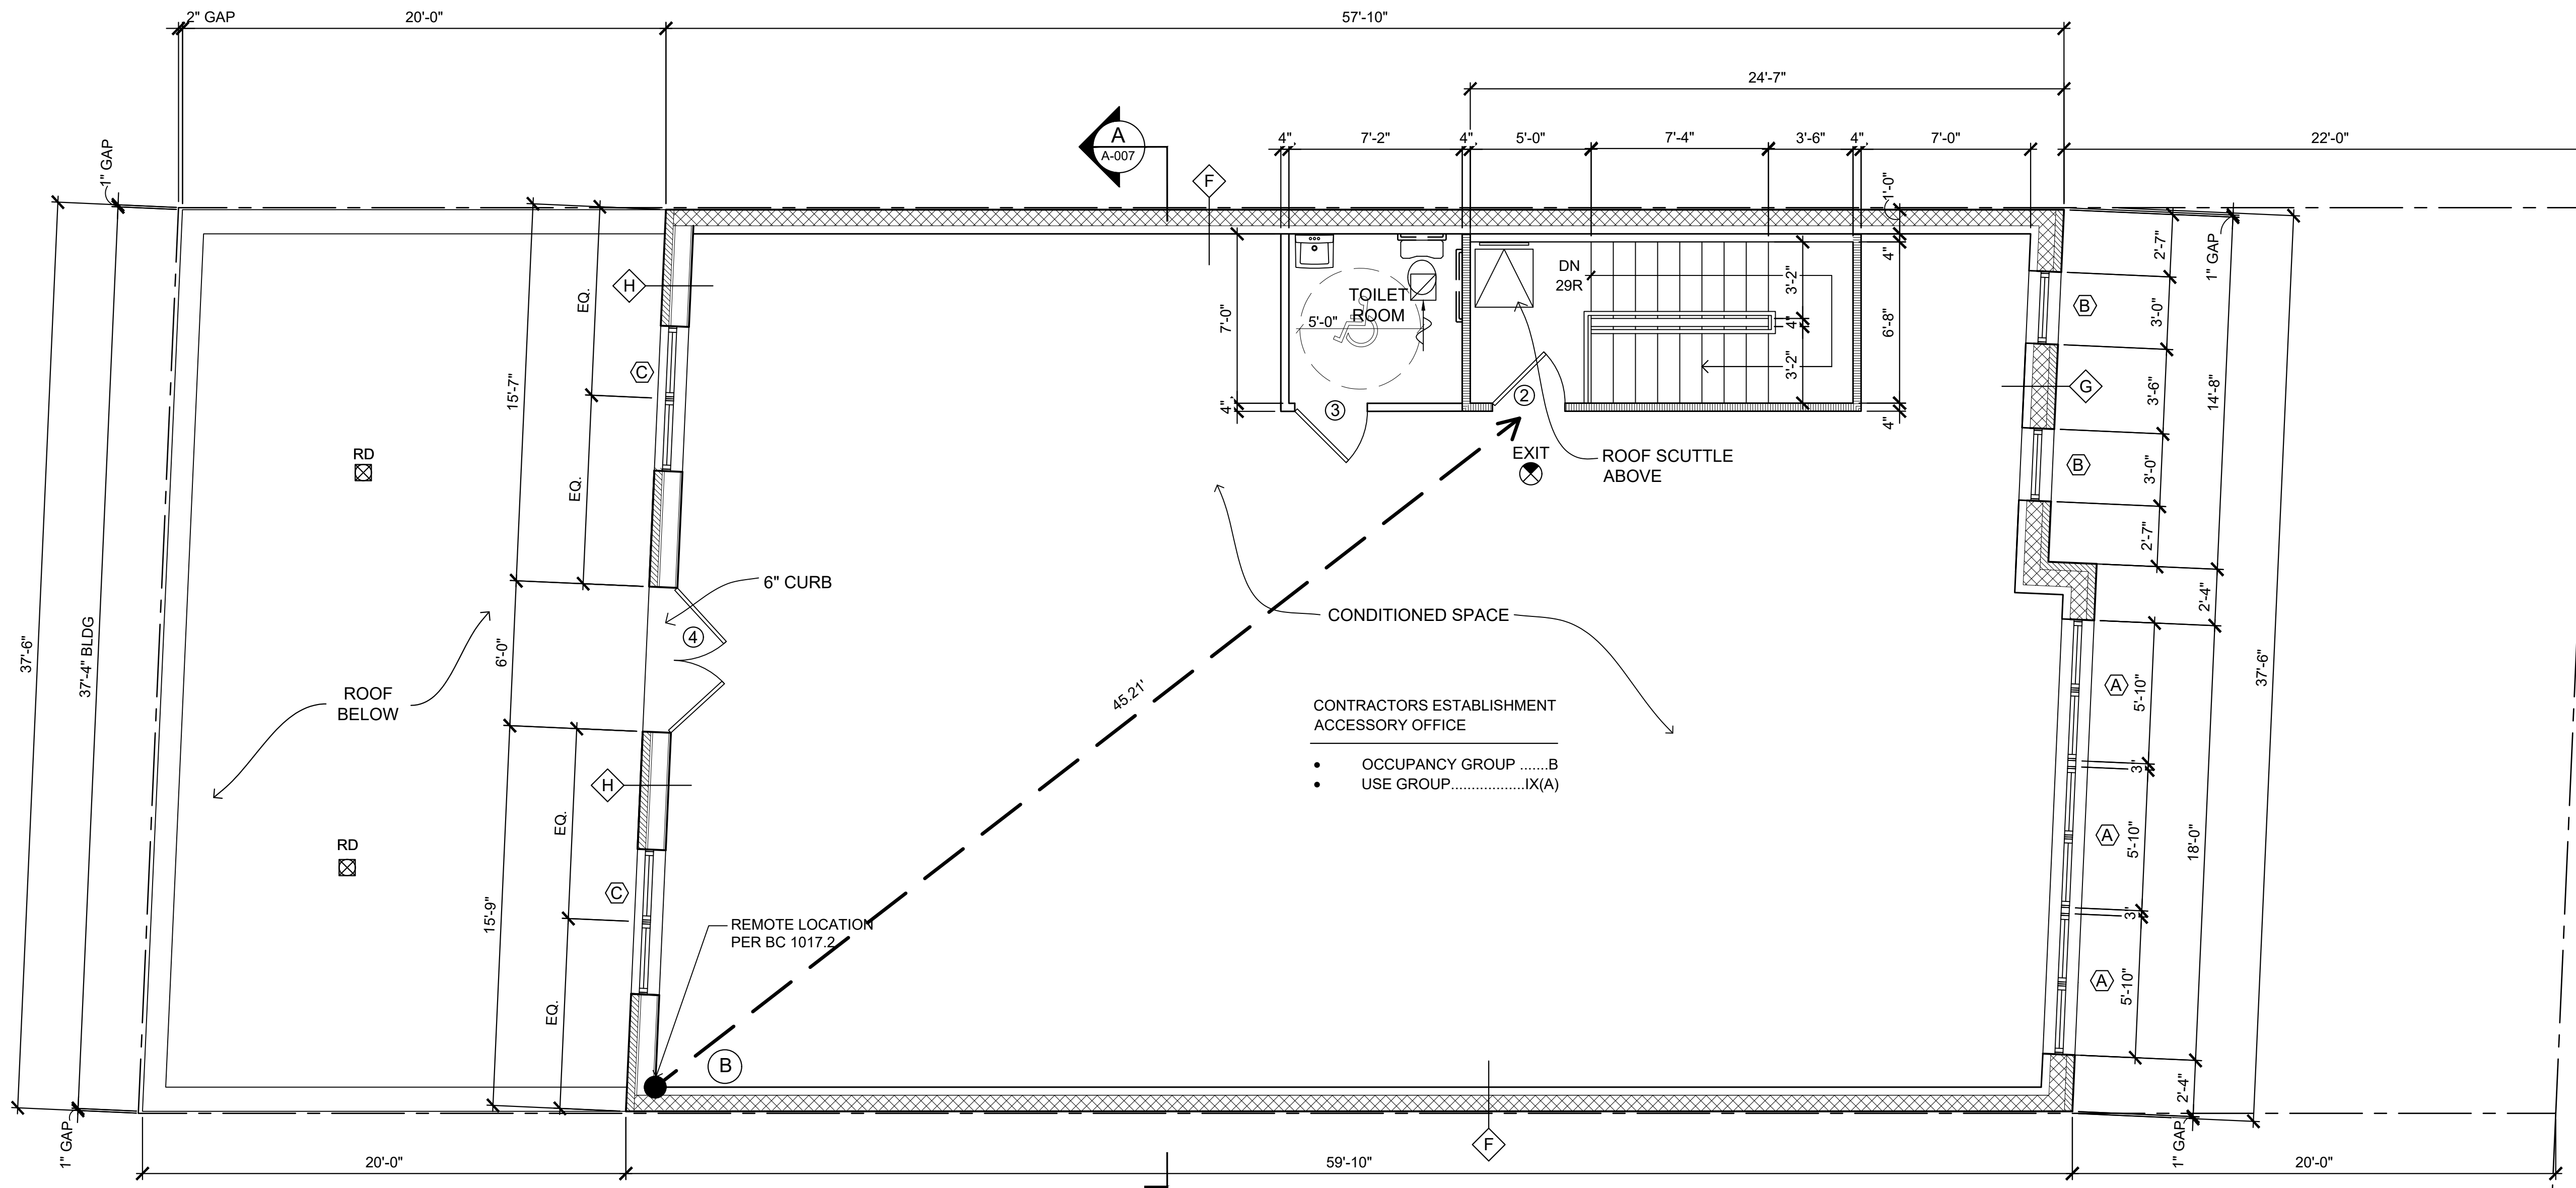 2" GAP
20'-0"
57'-10"
24'-7"
A
A-007
4"
7'-2"
4"
5'-0"
7'-4"
3'-6"
4"
7'-0"
22'-0"
1" GAP
F
1'-0"
H
EQ.
TOILET
ROOM
5'-0"
7'-0"
4"
DN
29R
3'-2"
4"
3'-2"
4"
6'-8"
4"
2'-7"
1" GAP
B
3'-0"
C
15'-7"
3
2
G
3'-6"
14'-8"
RD
EQ.
EXIT
ROOF SCUTTLE
ABOVE
B
3'-0"
2'-7"
6" CURB
CONDITIONED SPACE
2'-4"
4
6'-0"
37'-6"
37'-4" BLDG
ROOF
BELOW
45.21'
CONTRACTORS ESTABLISHMENT
ACCESSORY OFFICE
• OCCUPANCY GROUP .......B
• USE GROUP..................IX(A)
37'-6"
A
5'-10"
3"
A
5'-10"
18'-0"
3"
A
5'-10"
H
EQ.
RD
C
15'-9"
REMOTE LOCATION
PER BC 1017.2
EQ.
B
2'-4"
1" GAP
F
1" GAP
20'-0"
59'-10"
20'-0"